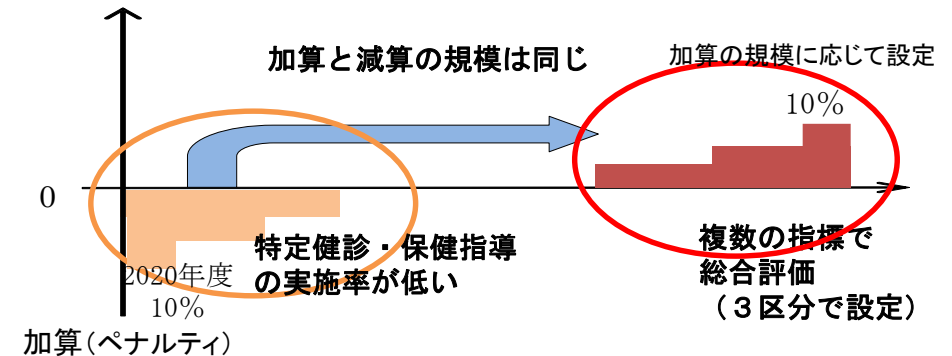 加算と減算の規模は同じ
加算の規模に応じて設定
10%
0
特定健診・保健指導
の実施率が低い
2020年度
10%
複数の指標で
総合評価
（３区分で設定）
加算(ペナルティ)